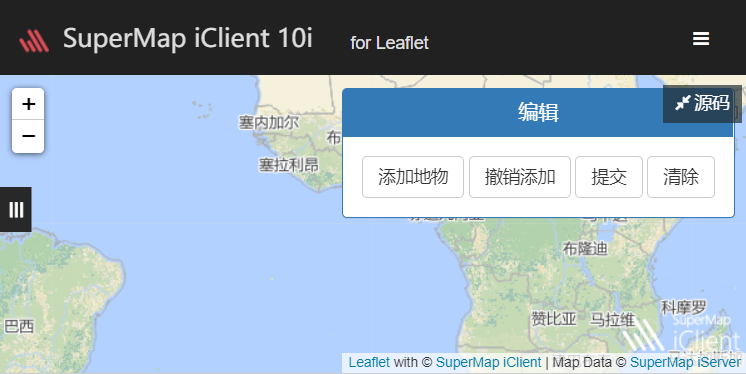 SuperMap iClient 10i
for Leaflet
源码
编辑
添加地物 撤销添加 提交 清除
+
−
塞内加尔
塞拉利昂
布隆迪
巴西
赞比亚
马拉维
科摩罗
SuperMap
iClient
Leaflet with © SuperMap iClient | Map Data © SuperMap iServer